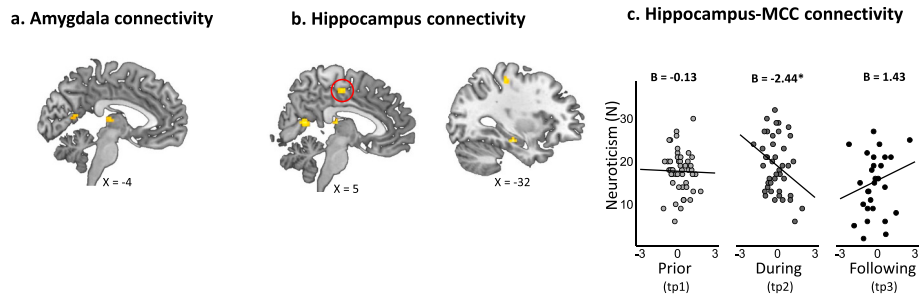 a. Amygdala connectivity
b. Hippocampus connectivity
c. Hippocampus-MCC connectivity
X = -4
X = 5
X = -32
B = -0.13
B = -2.44*
B = 1.43
Neuroticism (N)
30
20
10
-3 0 3
-3 0 3
-3 0 3
Prior
(tp1)
During
(tp2)
Following
(tp3)